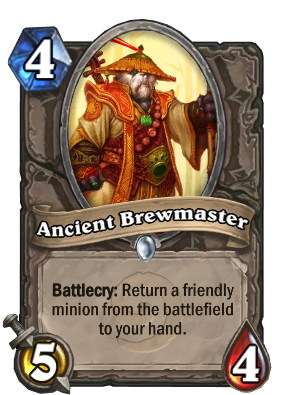 4
Ancient Brewmaster
Battlecry: Return a friendly
minion from the battlefield
to your hand.
5
4